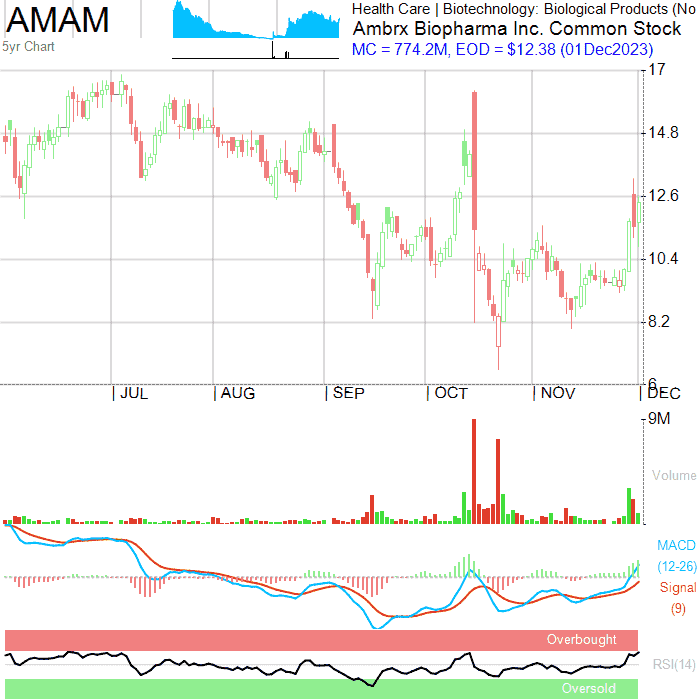 AMAM
5yr Chart
Health Care | Biotechnology: Biological Products (No
Ambrx Biopharma Inc. Common Stock
MC = 774.2M, EOD = $12.38 (01Dec2023)
17
14.8
12.6
10.4
8.2
6
JUL
AUG
SEP
OCT
NOV
DEC
9M
Volume
MACD
(12-26)
Signal
(9)
Overbought
RSI(14)
Oversold